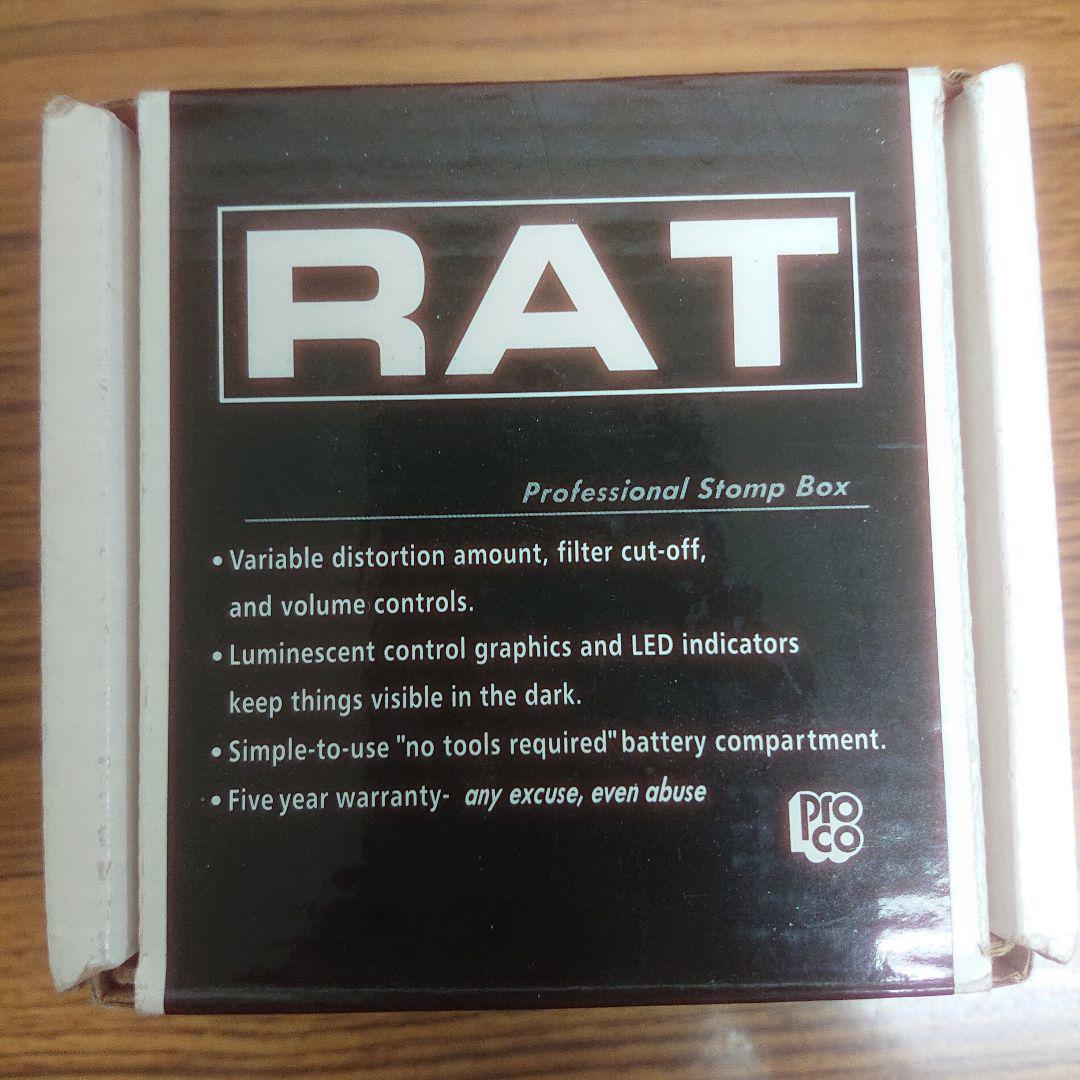 RAT
Professional Stomp Box
• Variable distortion amount, filter cut-off,
and volume controls.
• Luminescent control graphics and LED indicators
keep things visible in the dark.
• Simple-to-use "no tools required" battery compartment.
• Five year warranty- any excuse, even abuse
pro
co